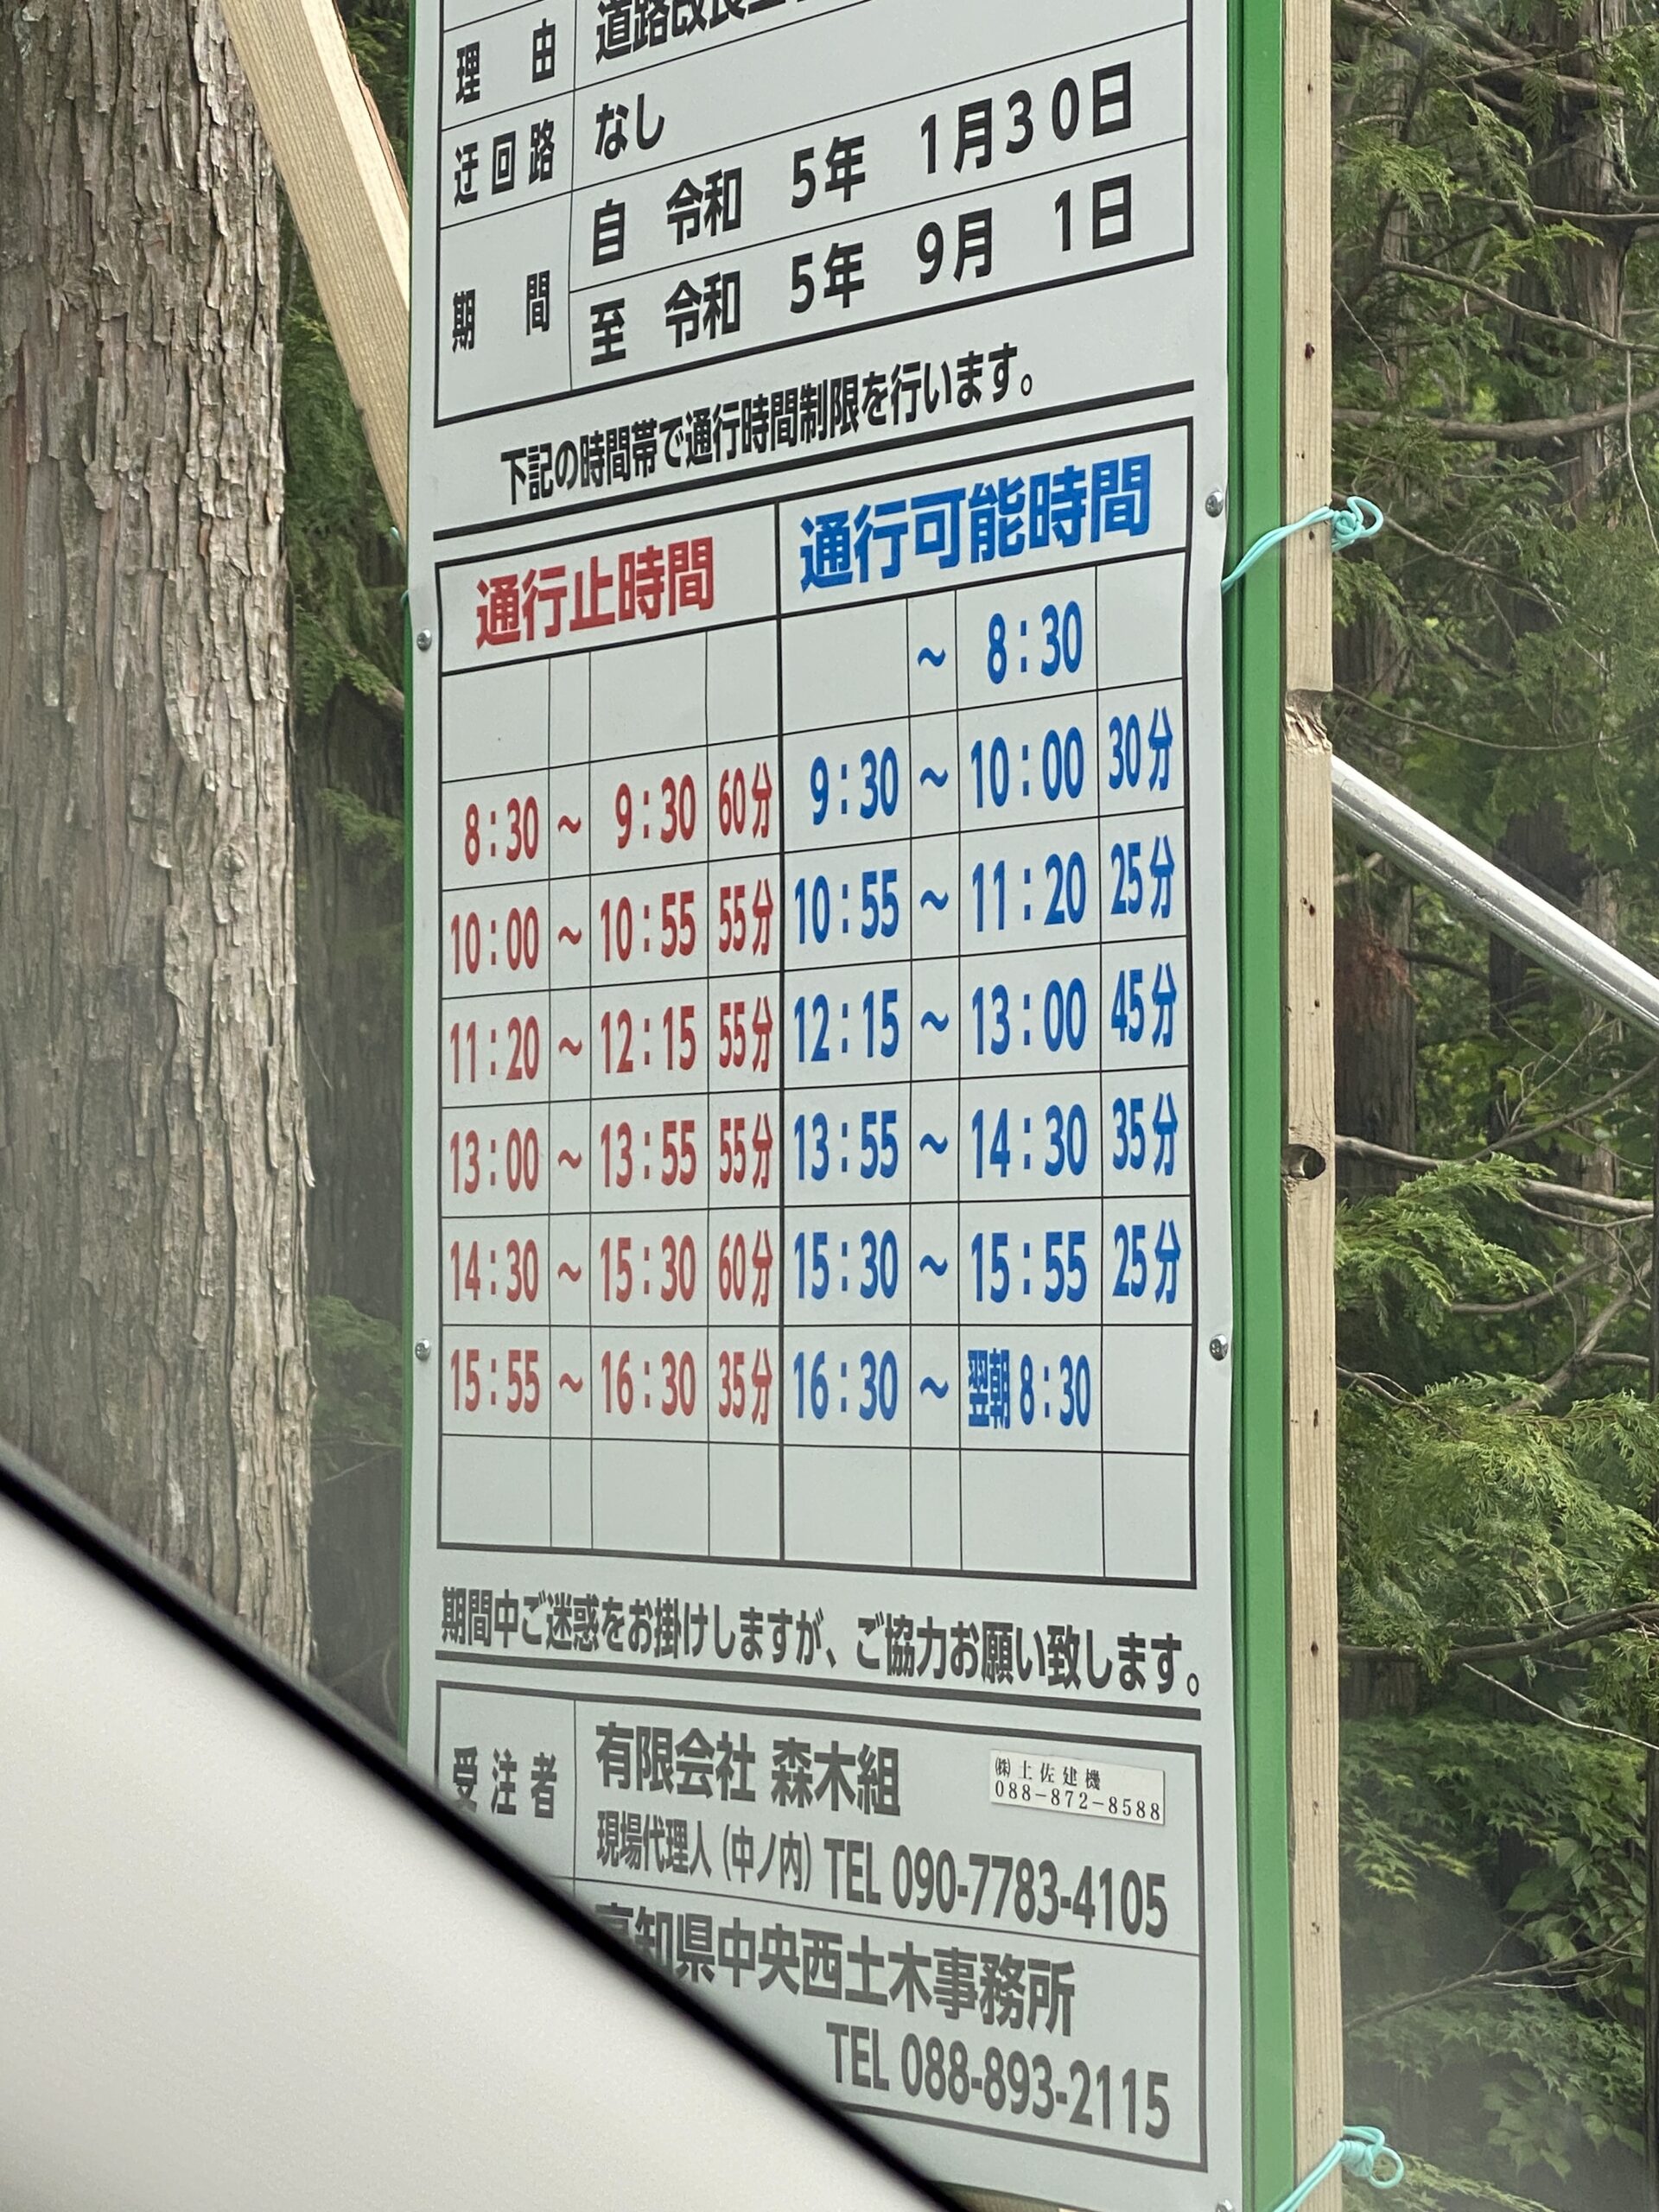 理由 道路改良
迂回路 なし
期間 自 令和 5年 1月30日
至 令和 5年 9月 1日
下記の時間帯で通行時間制限を行います。
通行止時間 通行可能時間
~ 8:30
8:30 ~ 9:30 60分 9:30 ~ 10:00 30分
10:00 ~ 10:55 55分 10:55 ~ 11:20 25分
11:20 ~ 12:15 55分 12:15 ~ 13:00 45分
13:00 ~ 13:55 55分 13:55 ~ 14:30 35分
14:30 ~ 15:30 60分 15:30 ~ 15:55 25分
15:55 ~ 16:30 35分 16:30 ~ 翌朝8:30
期間中ご迷惑をお掛けしますが、ご協力お願い致します。
受注者 有限会社 森木組
㈱土佐建機
088-872-8588
現場代理人(中ノ内) TEL 090-7783-4105
高知県中央西土木事務所
TEL 088-893-2115